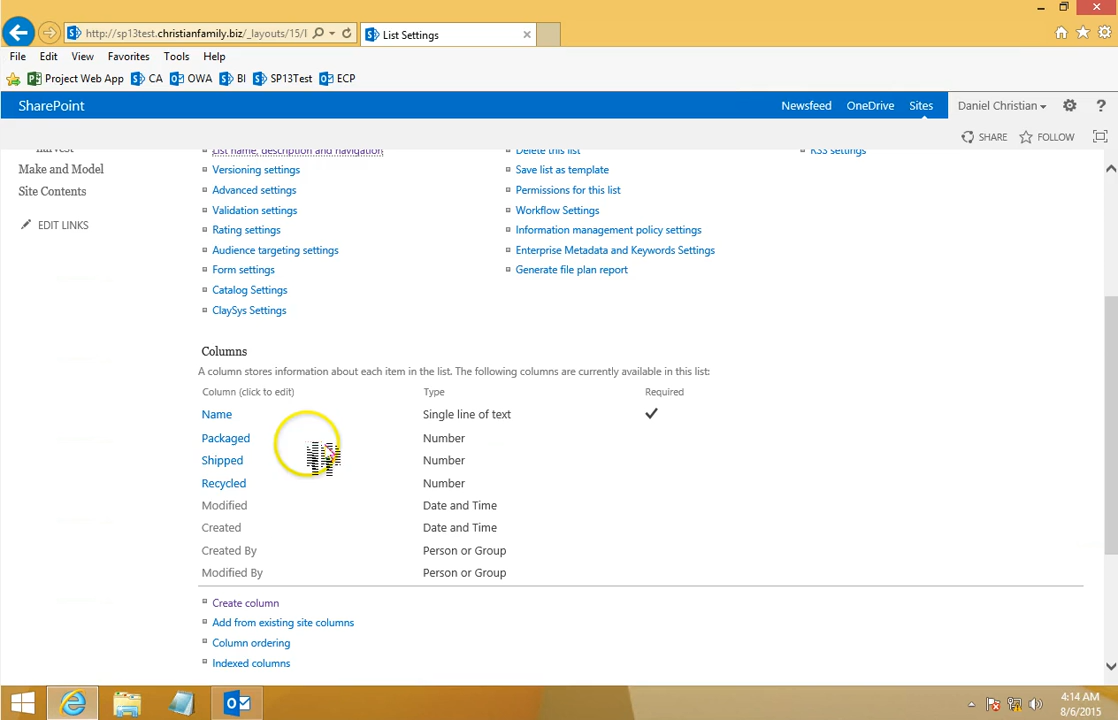 http://sp13test.christianfamily.biz/_layouts/15/l
List Settings
File Edit View Favorites Tools Help
Project Web App CA OWA BI SP13Test ECP
SharePoint Newsfeed OneDrive Sites Daniel Christian ?
SHARE FOLLOW
harvest List name, description and navigation Delete this list RSS settings
Make and Model Versioning settings Save list as template
Site Contents Advanced settings Permissions for this list
EDIT LINKS Validation settings Workflow Settings
Rating settings Information management policy settings
Audience targeting settings Enterprise Metadata and Keywords Settings
Form settings Generate file plan report
Catalog Settings
ClaySys Settings
Columns
A column stores information about each item in the list. The following columns are currently available in this list:
Column (click to edit) Type Required
Name Single line of text
Packaged Number
Shipped Number
Recycled Number
Modified Date and Time
Created Date and Time
Created By Person or Group
Modified By Person or Group
Create column
Add from existing site columns
Column ordering
Indexed columns
4:14 AM
8/6/2015